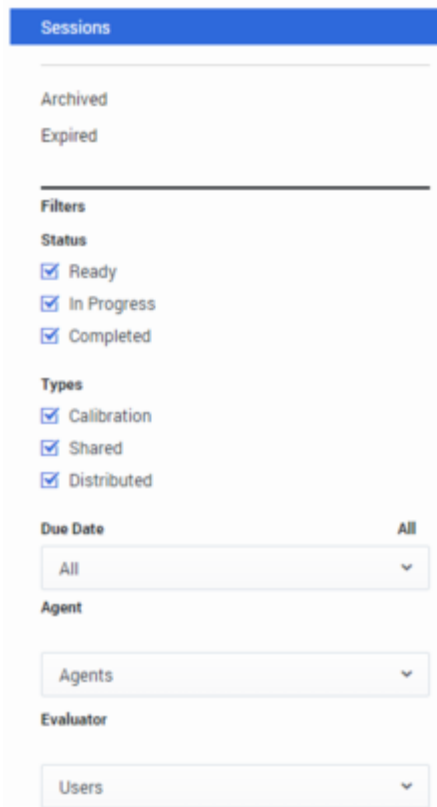 Sessions
Archived
Expired
Filters
Status
Ready
In Progress
Completed
Types
Calibration
Shared
Distributed
Due Date All
All
Agent
Agents
Evaluator
Users